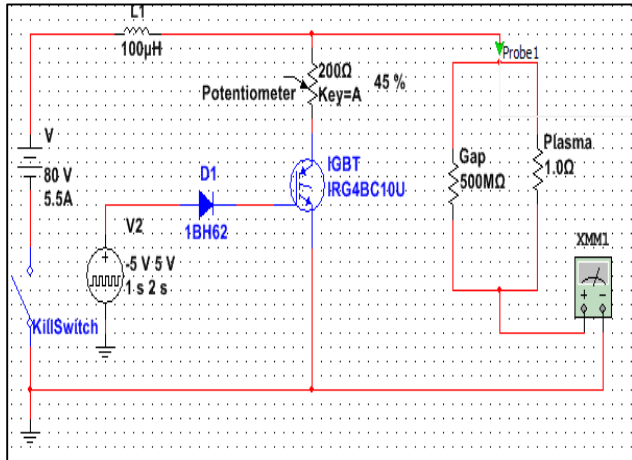 L1
100μH
Probe1
200Ω
Key=A
45 %
Potentiometer
V
80 V
5.5A
D1
1BH62
IGBT
IRG4BC10U
Gap
500MΩ
Plasma
1.0Ω
V2
-5 V 5 V
1 s 2 s
XMM1
KillSwitch